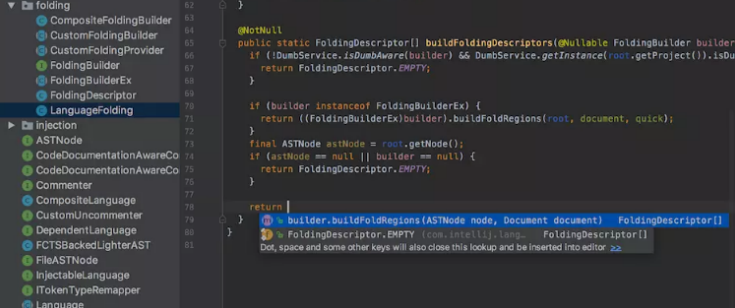 folding
CompositeFoldingBuilder
CustomFoldingBuilder
CustomFoldingProvider
FoldingBuilder
FoldingBuilderEx
FoldingDescriptor
LanguageFolding
injection
ASTNode
CodeDocumentationAwareCo
CodeDocumentationAwareCo
Commenter
CompositeLanguage
CustomUncommenter
DependentLanguage
FCTSBackedLighterAST
FileASTNode
InjectableLanguage
ITokenTypeRemapper
Language
62 }
63
64 @NotNull
65 public static FoldingDescriptor[] buildFoldingDescriptors(@Nullable FoldingBuilder builder
66 if (!DumbService.isDumbAware(builder) && DumbService.getInstance(root.getProject()).isDu
67 return FoldingDescriptor.EMPTY;
68 }
69
70 if (builder instanceof FoldingBuilderEx) {
71 return ((FoldingBuilderEx)builder).buildFoldRegions(root, document, quick);
72 }
73 final ASTNode astNode = root.getNode();
74 if (astNode == null || builder == null) {
75 return FoldingDescriptor.EMPTY;
76 }
77
78 return
79 }
80 }
81
builder.buildFoldRegions(ASTNode node, Document document) FoldingDescriptor[]
FoldingDescriptor.EMPTY (com.intellij.lang… FoldingDescriptor[]
Dot, space and some other keys will also close this lookup and be inserted into editor >>